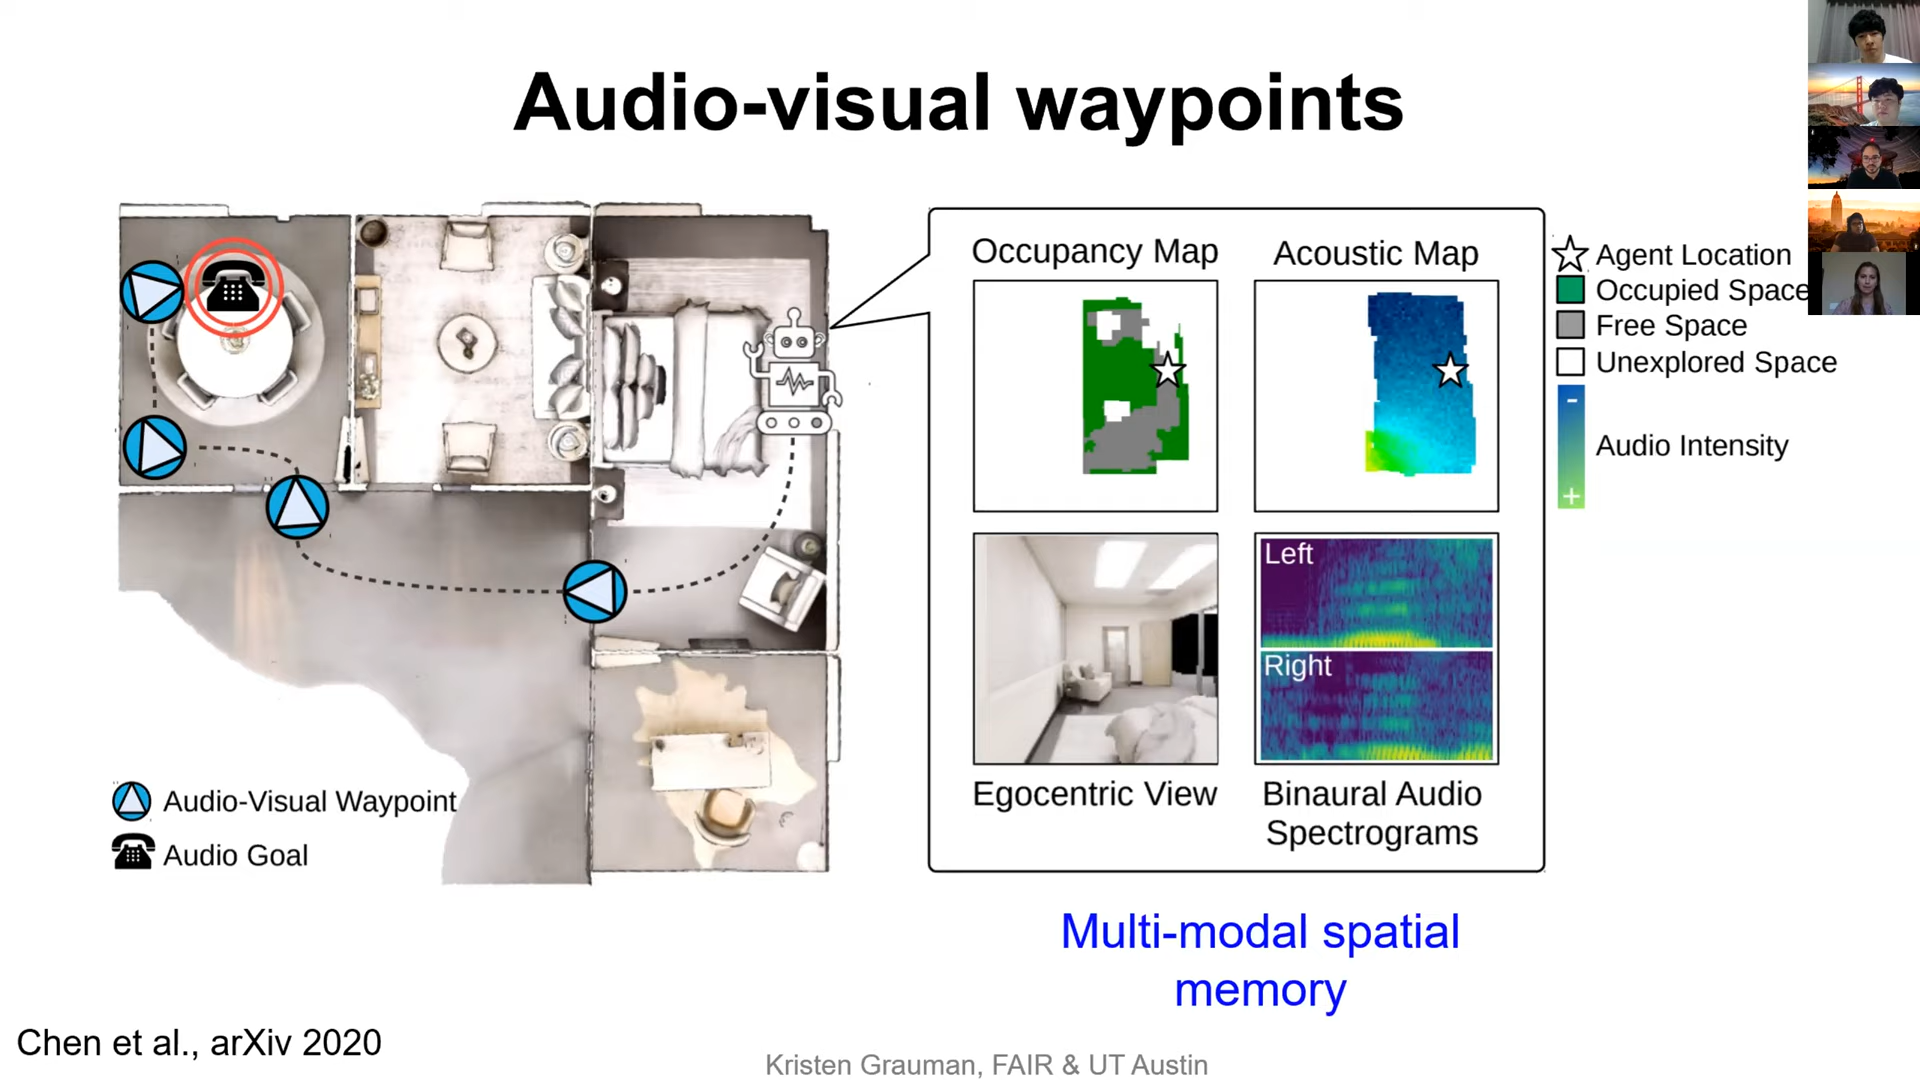 Audio-visual waypoints
Occupancy Map
Acoustic Map
Agent Location
Occupied Space
Free Space
Unexplored Space
-
Audio Intensity
+
Left
Right
Egocentric View
Binaural Audio
Spectrograms
Audio-Visual Waypoint
Audio Goal
Multi-modal spatial
memory
Chen et al., arXiv 2020
Kristen Grauman, FAIR & UT Austin